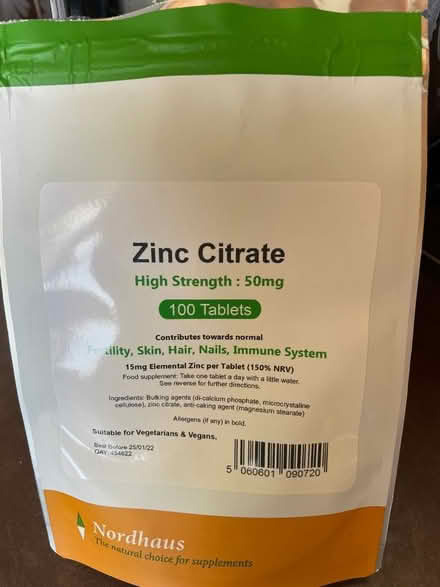 Zinc Citrate
High Strength : 50mg
100 Tablets
Contributes towards normal
Fertility, Skin, Hair, Nails, Immune System
15mg Elemental Zinc per Tablet (150% NRV)
Food supplement: Take one tablet a day with a little water.
See reverse for further directions.
Ingredients: Bulking agents (di-calcium phosphate, microcrystaline
cellulose), zinc citrate, anti-caking agent (magnesium stearate)
Allergens (if any) in bold.
Suitable for Vegetarians & Vegans,
Best Before 25/01/22
5 060601 090720
Nordhaus
The natural choice for supplements